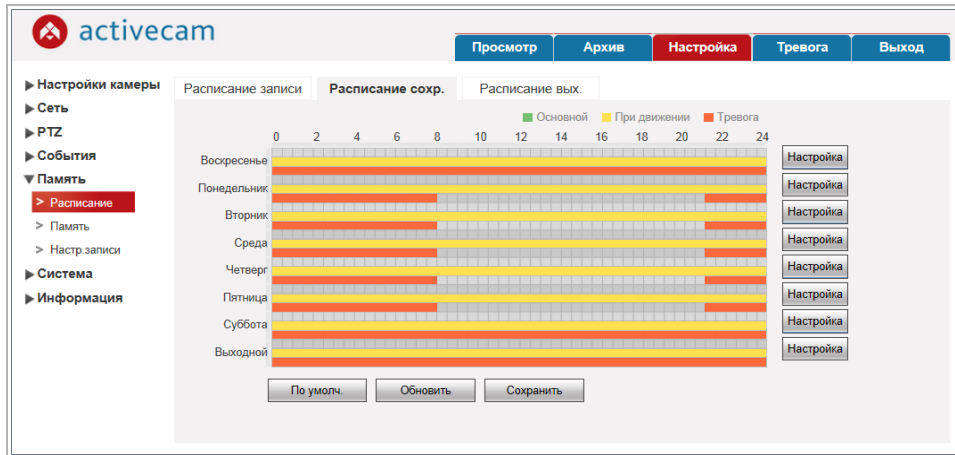 activecam
Просмотр Архив Настройка Тревога Выход
Настройки камеры
Сеть
PTZ
События
Память
> Расписание
> Память
> Настр.записи
Система
Информация
Расписание записи Расписание сохр. Расписание вых.
Основной При движении Тревога
0 2 4 6 8 10 12 14 16 18 20 22 24
Воскресенье Настройка
Понедельник Настройка
Вторник Настройка
Среда Настройка
Четверг Настройка
Пятница Настройка
Суббота Настройка
Выходной Настройка
По умолч. Обновить Сохранить